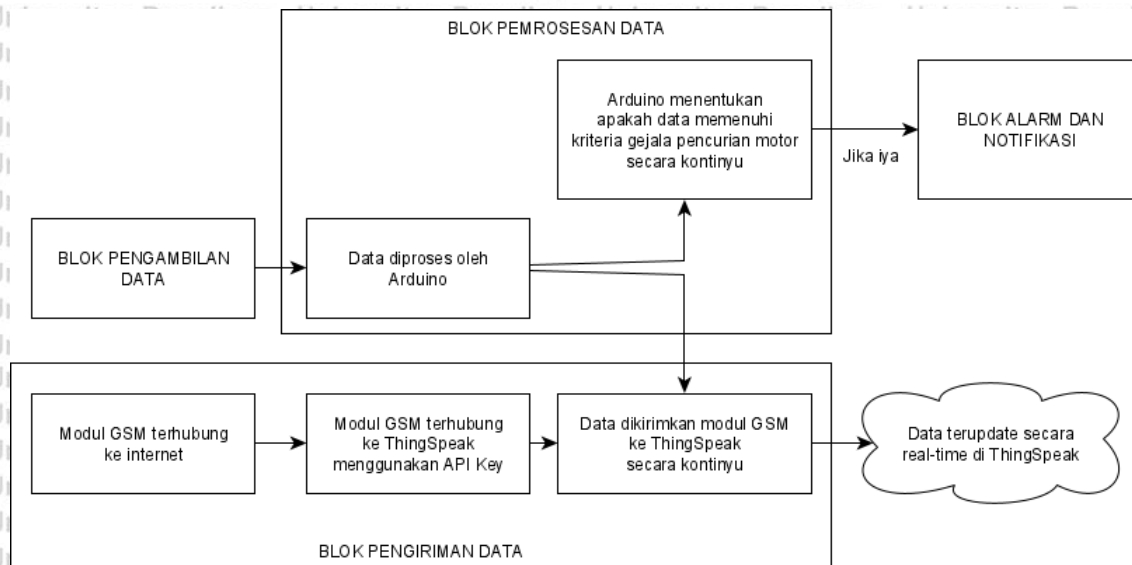 BLOK PEMROSESAN DATA
Arduino menentukan
apakah data memenuhi
kriteria gejala pencurian motor
secara kontinyu
Jika iya
BLOK ALARM DAN
NOTIFIKASI
BLOK PENGAMBILAN
DATA
Data diproses oleh
Arduino
Modul GSM terhubung
ke internet
Modul GSM terhubung
ke ThingSpeak
menggunakan API Key
Data dikirimkan modul GSM
ke ThingSpeak
secara kontinyu
Data terupdate secara
real-time di ThingSpeak
BLOK PENGIRIMAN DATA